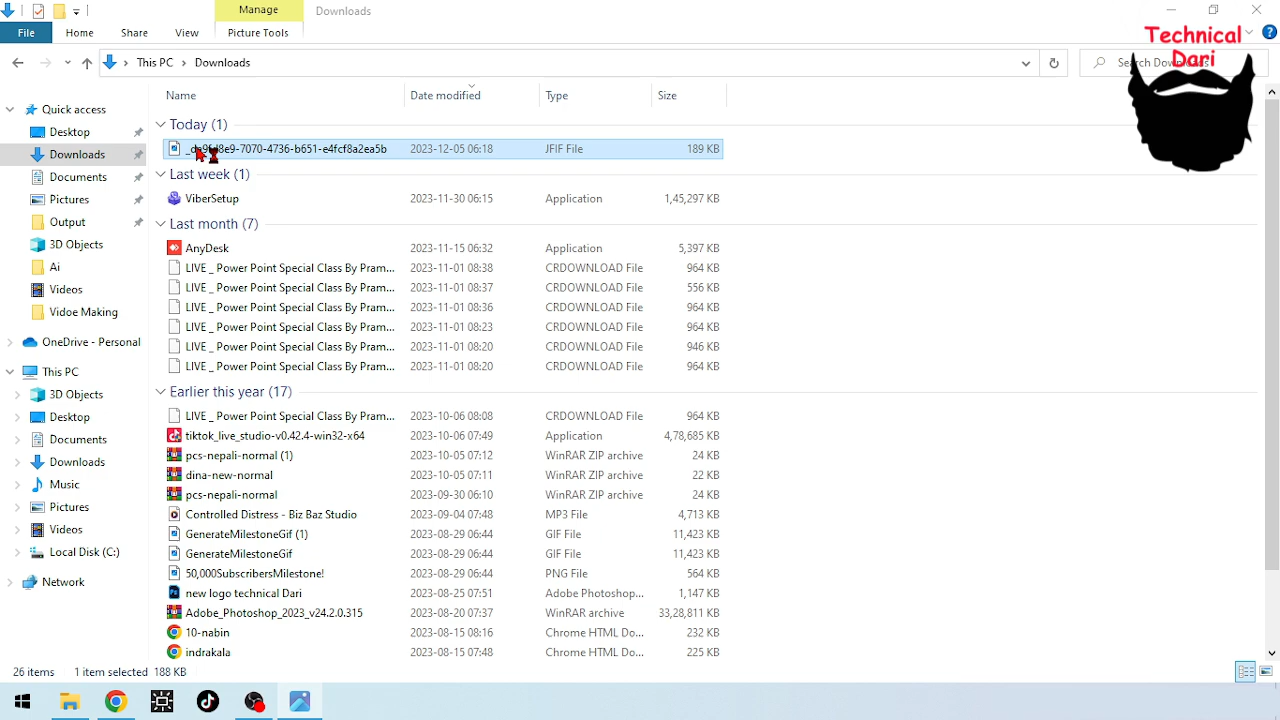 Manage
Downloads
File
Home
Share
View
Picture Tools
Technical
Dari
This PC
Downloads
Search
Name
Date modified
Type
Size
Quick access
Desktop
Downloads
Documents
Pictures
Output
3D Objects
Ai
Videos
Vidoe Making
OneDrive - Personal
This PC
3D Objects
Desktop
Documents
Downloads
Music
Pictures
Videos
Local Disk (C:)
Network
Today (1)
2023-12-05 06:18 JFIF File 189 KB
Last week (1)
ViberSetup 2023-11-30 06:15 Application 1,45,297 KB
Last month (7)
AnyDesk 2023-11-15 06:32 Application 5,397 KB
LIVE _ Power Point Special Class By Pram... 2023-11-01 08:38 CRDOWNLOAD File 964 KB
LIVE _ Power Point Special Class By Pram... 2023-11-01 08:37 CRDOWNLOAD File 556 KB
LIVE _ Power Point Special Class By Pram... 2023-11-01 08:36 CRDOWNLOAD File 964 KB
LIVE _ Power Point Special Class By Pram... 2023-11-01 08:23 CRDOWNLOAD File 964 KB
LIVE _ Power Point Special Class By Pram... 2023-11-01 08:20 CRDOWNLOAD File 946 KB
LIVE _ Power Point Special Class By Pram... 2023-11-01 08:20 CRDOWNLOAD File 964 KB
Earlier this year (17)
LIVE _ Power Point Special Class By Pram... 2023-10-06 08:08 CRDOWNLOAD File 964 KB
tiktok_live_studio-v0.42.4-win32-x64 2023-10-06 07:49 Application 4,78,685 KB
pcs-nepali-normal (1) 2023-10-05 07:12 WinRAR ZIP archive 24 KB
dina-new-normal 2023-10-05 07:11 WinRAR ZIP archive 22 KB
pcs-nepali-normal 2023-09-30 06:10 WinRAR ZIP archive 24 KB
Controlled Distress - Biz Baz Studio 2023-09-04 07:48 MP3 File 4,713 KB
GenerateMilestoneGif (1) 2023-08-29 06:44 GIF File 11,423 KB
GenerateMilestoneGif 2023-08-29 06:44 GIF File 11,423 KB
50,000SubscribersMilestone! 2023-08-29 06:44 PNG File 564 KB
new logo technical Dari 2023-08-25 07:51 Adobe Photoshop... 1,147 KB
Adobe_Photoshop_2023_v24.2.0.315 2023-08-20 07:37 WinRAR archive 33,28,811 KB
10-nabin 2023-08-15 08:16 Chrome HTML Do... 232 KB
indrakala 2023-08-15 07:48 Chrome HTML Do... 225 KB
26 items 1 item selected 188 KB